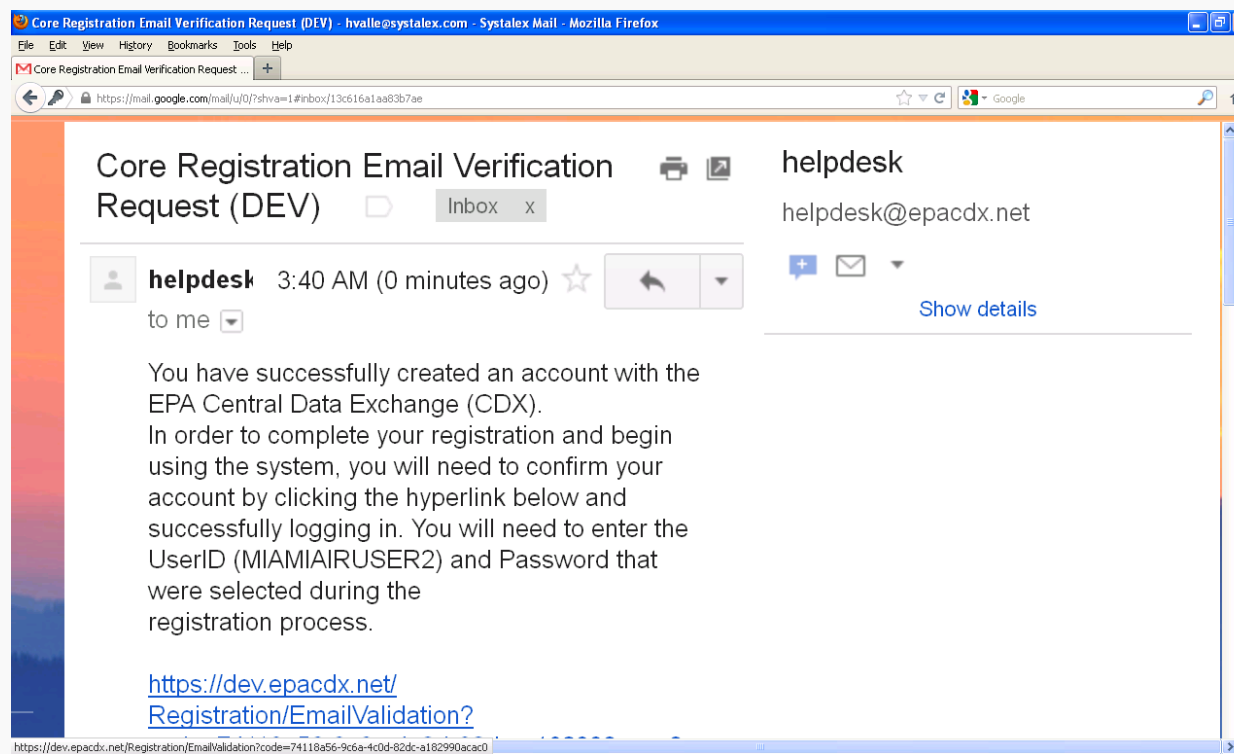 Core Registration Email Verification Request (DEV) - hvalle@systalex.com - Systalex Mail - Mozilla Firefox
File Edit View History Bookmarks Tools Help
Core Registration Email Verification Request ... +
https://mail.google.com/mail/u/0/?shva=1#inbox/13c616a1aa83b7ae Google
Core Registration Email Verification
Request (DEV) Inbox x
helpdesk 3:40 AM (0 minutes ago)
to me
You have successfully created an account with the
EPA Central Data Exchange (CDX).
In order to complete your registration and begin
using the system, you will need to confirm your
account by clicking the hyperlink below and
successfully logging in. You will need to enter the
UserID (MIAMIAIRUSER2) and Password that
were selected during the
registration process.
https://dev.epacdx.net/
Registration/EmailValidation?
helpdesk
helpdesk@epacdx.net
Show details
https://dev.epacdx.net/Registration/EmailValidation?code=74118a56-9c6a-4c0d-82dc-a182990acac0